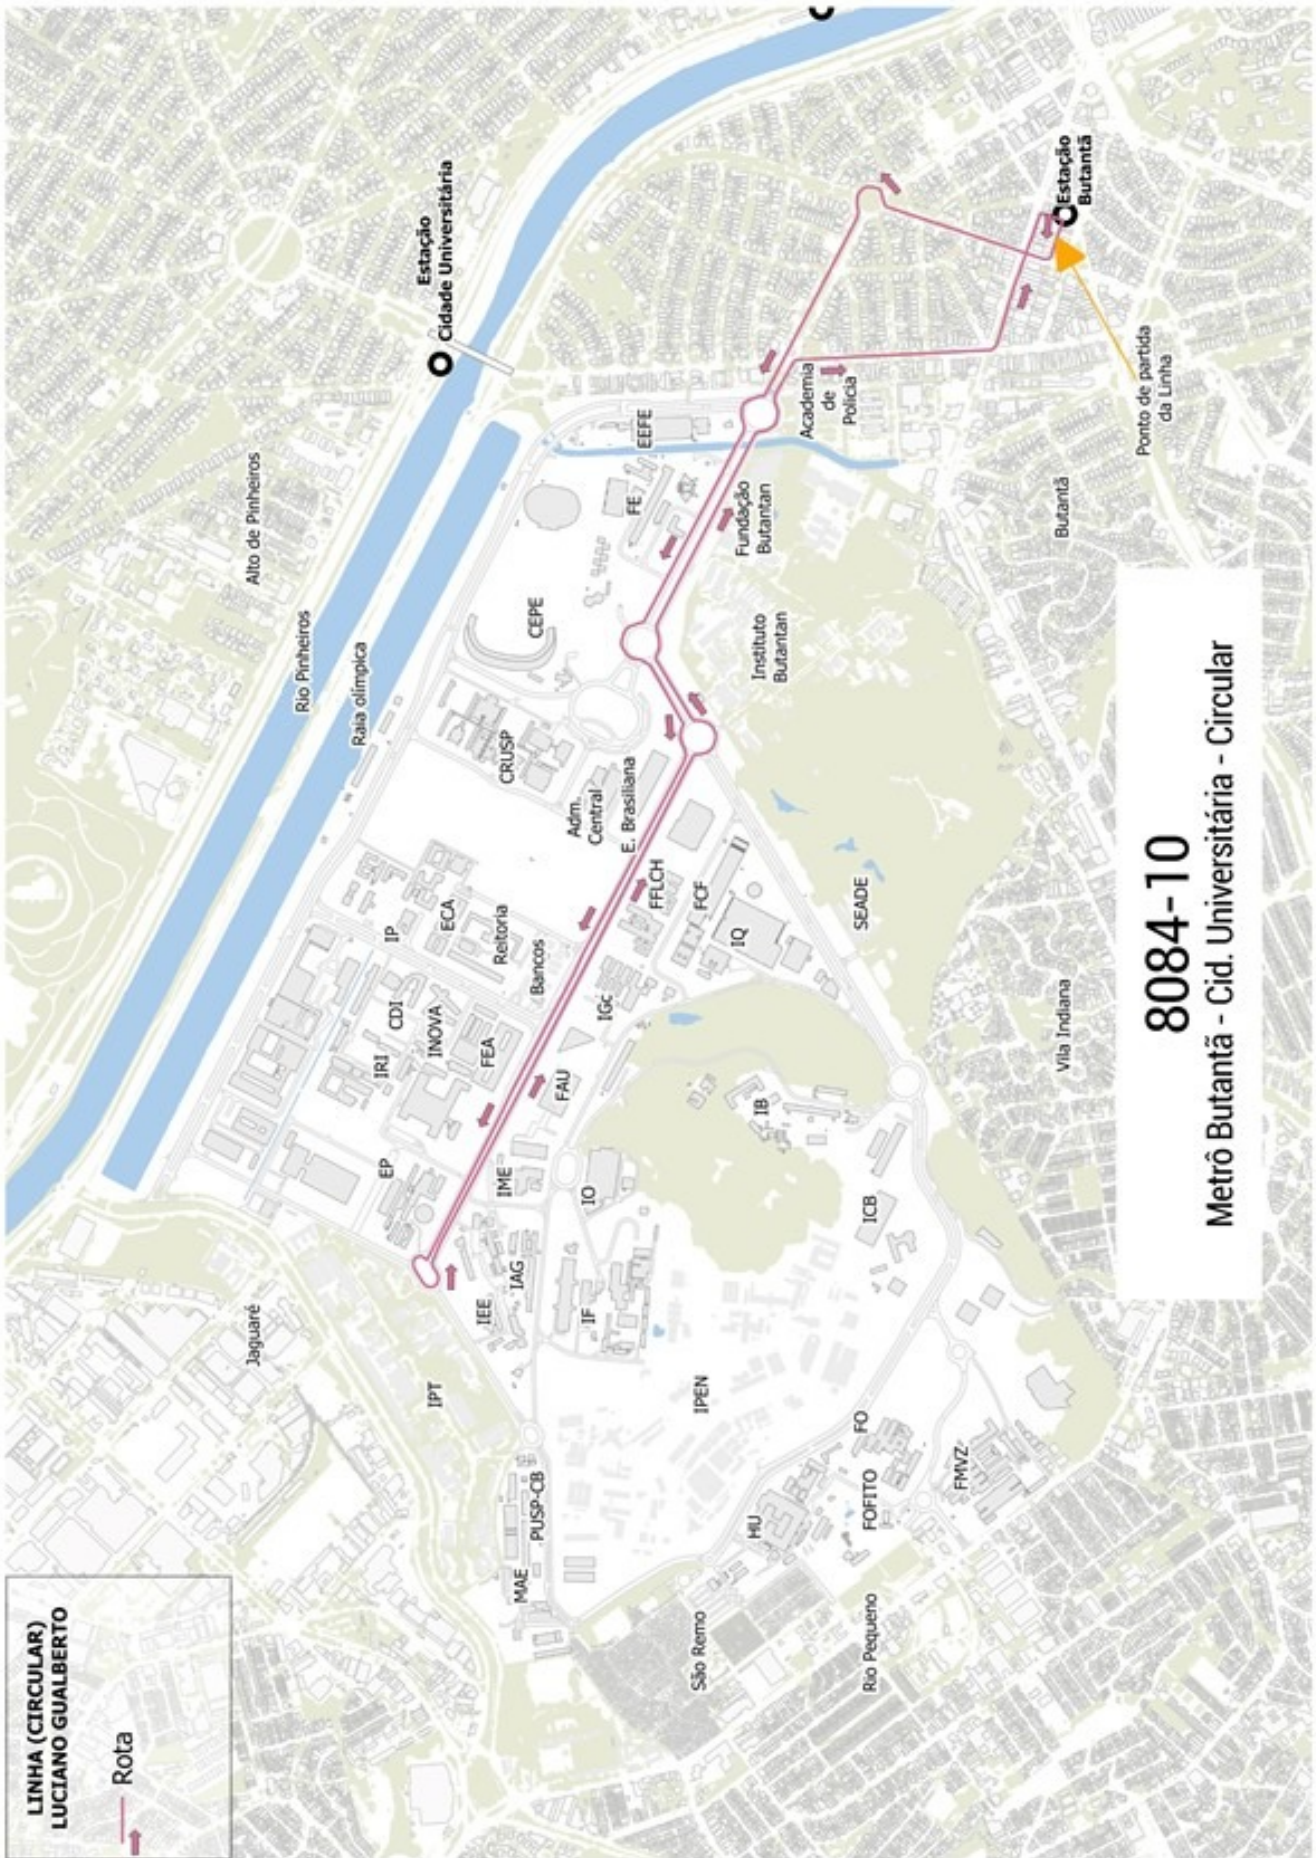 LINHA (CIRCULAR)
LUCIANO GUALBERTO
Rota
Jaguaré
Rio Pinheiros
Raia olímpica
Alto de Pinheiros
Estação
Cidade Universitária
IPT
EP
IRI
CDI
IP
INOVA
FEA
ECA
Reitoria
Bancos
CRUSP
CEPE
Adm.
Central
E. Brasiliana
FE
EEFE
MAE
PUSP-CB
IEE
IAG
IME
IF
IO
FAU
IGc
FFLCH
FCF
IQ
Instituto
Butantan
Fundação
Butantan
Academia
de
Polícia
Estação
Butantã
Ponto de partida
da Linha
São Remo
HU
IPEN
IB
ICB
SEADE
Rio Pequeno
FOFITO
FO
FMVZ
Vila Indiana
Butantã
8084-10
Metrô Butantã - Cid. Universitária - Circular